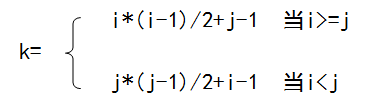 i*(i-1)/2+j-1 当i>=j
k=
j*(j-1)/2+i-1 当i<j